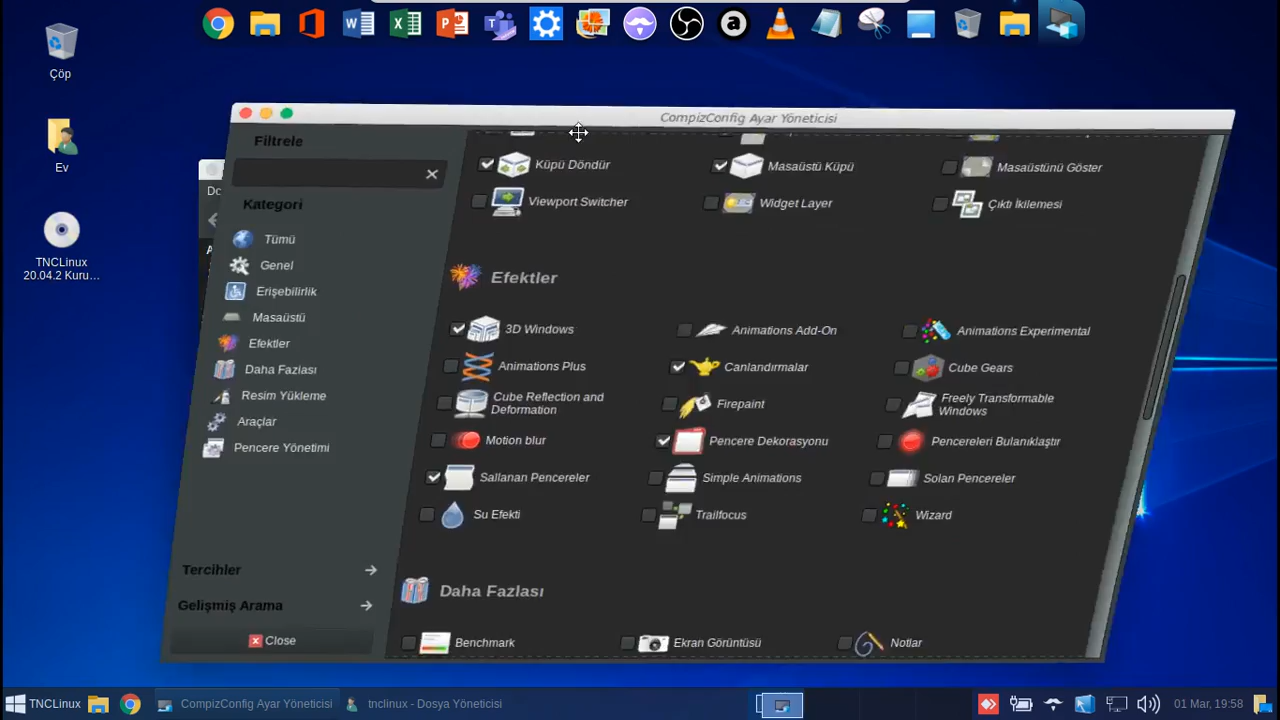 Çöp
Ev
TNCLinux
20.04.2 Kuru...
CompizConfig Ayar Yöneticisi
Filtrele
Kategori
Tümü
Genel
Erişebilirlik
Masaüstü
Efektler
Daha Fazlası
Resim Yükleme
Araçlar
Pencere Yönetimi
Tercihler
Gelişmiş Arama
Close
Küpü Döndür
Masaüstü Küpü
Masaüstünü Göster
Viewport Switcher
Widget Layer
Çıktı İkilemesi
Efektler
3D Windows
Animations Add-On
Animations Experimental
Animations Plus
Canlandırmalar
Cube Gears
Cube Reflection and
Deformation
Firepaint
Freely Transformable
Windows
Motion blur
Pencere Dekorasyonu
Pencereleri Bulanıklaştır
Sallanan Pencereler
Simple Animations
Solan Pencereler
Su Efekti
Trailfocus
Wizard
Daha Fazlası
Benchmark
Ekran Görüntüsü
Notlar
Do
A
TNCLinux
CompizConfig Ayar Yöneticisi
tnclinux - Dosya Yöneticisi
01 Mar, 19:58